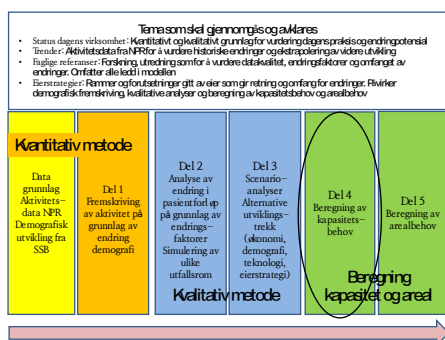 Tema som skal gjennomgås og avklares
• Status dagens virksomhet: Kvantitativt og kvalitativt grunnlag for vurdering dagens praksis og endringpotensial
• Trender: Aktivitetsdata fra NPR for å vurdere historiske endringer og ekstrapolering av videre utvikling
• Faglige referanser: Forskning, utredning som for å vurdere datakvalitet, endringsfaktorer og omfanget av
endringer. Omfatter alle ledd i modellen
• Eierstrategier: Rammer og forutsetninger gitt av eier som gir retning og omfang for endringer. Påvirker
demografisk fremskriving, kvalitative analyser og beregning av kapasitetsbehov og arealbehov
Kvantitativ metode
Data
grunnlag
Aktivitets-
data NPR
Demografisk
utvikling fra
SSB
Del 1
Fremskriving
av aktivitet på
grunnlag av
endring
demografi
Del 2
Analyse av
endring i
pasientforløp
på grunnlag av
endrings-
faktorer
Simulering av
ulike
utfallsrom
Del 3
Scenario-
analyser
Alternative
utviklings-
trekk
(økonomi,
demografi,
teknologi,
eierstrategi)
Del 4
Beregning av
kapasitets-
behov
Del 5
Beregning av
arealbehov
Kvalitativ metode
Beregning
kapasitet og areal